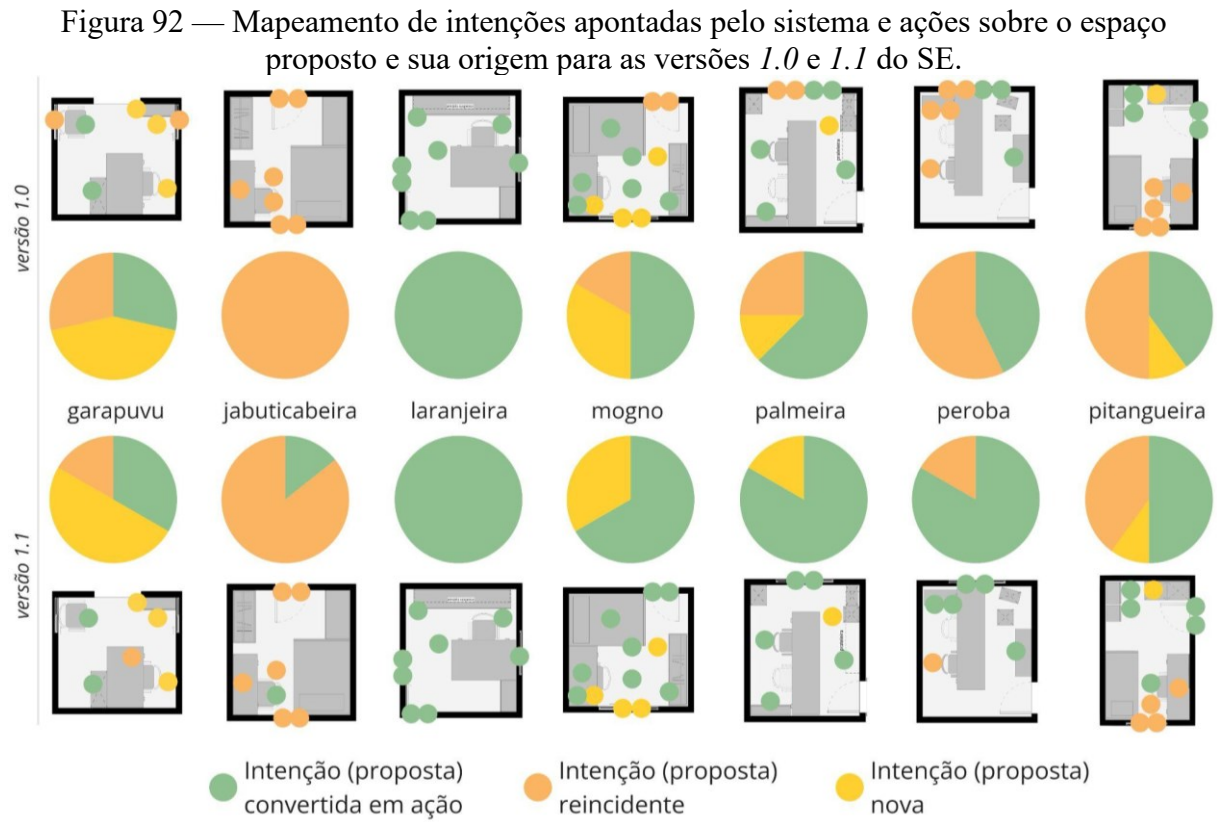 Figura 92 — Mapeamento de intenções apontadas pelo sistema e ações sobre o espaço
proposto e sua origem para as versões 1.0 e 1.1 do SE.
versão 1.0
garapuvu
jabuticabeira
laranjeira
mogno
palmeira
peroba
pitangueira
versão 1.1
Intenção (proposta)
convertida em ação
Intenção (proposta)
reincidente
Intenção (proposta)
nova